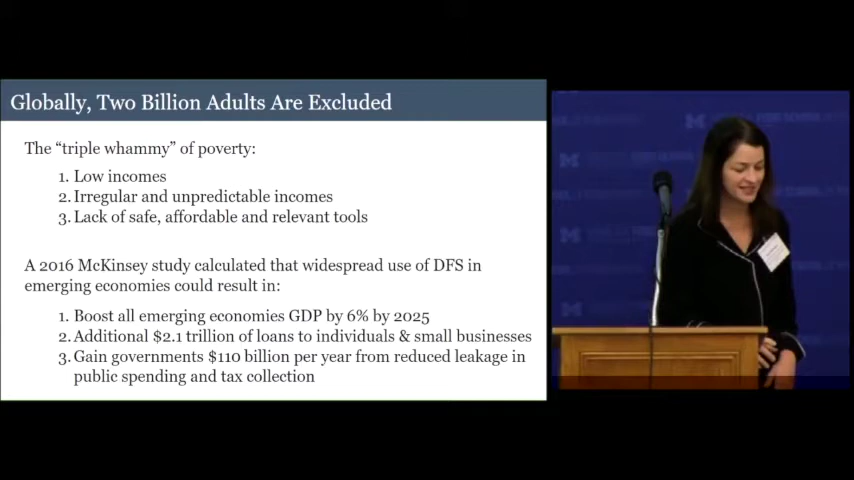 Globally, Two Billion Adults Are Excluded
The “triple whammy” of poverty:
1. Low incomes
2. Irregular and unpredictable incomes
3. Lack of safe, affordable and relevant tools
A 2016 McKinsey study calculated that widespread use of DFS in
emerging economies could result in:
1. Boost all emerging economies GDP by 6% by 2025
2. Additional $2.1 trillion of loans to individuals & small businesses
3. Gain governments $110 billion per year from reduced leakage in
public spending and tax collection
M
M